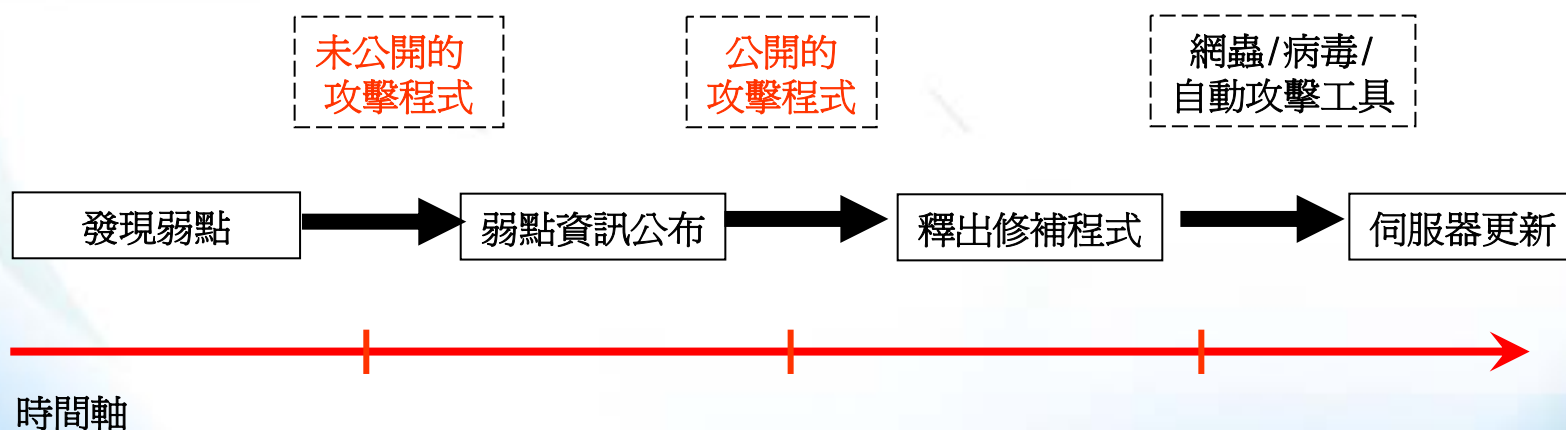 未公開的
攻擊程式
公開的
攻擊程式
網蟲/病毒/
自動攻擊工具
發現弱點
弱點資訊公布
釋出修補程式
伺服器更新
時間軸